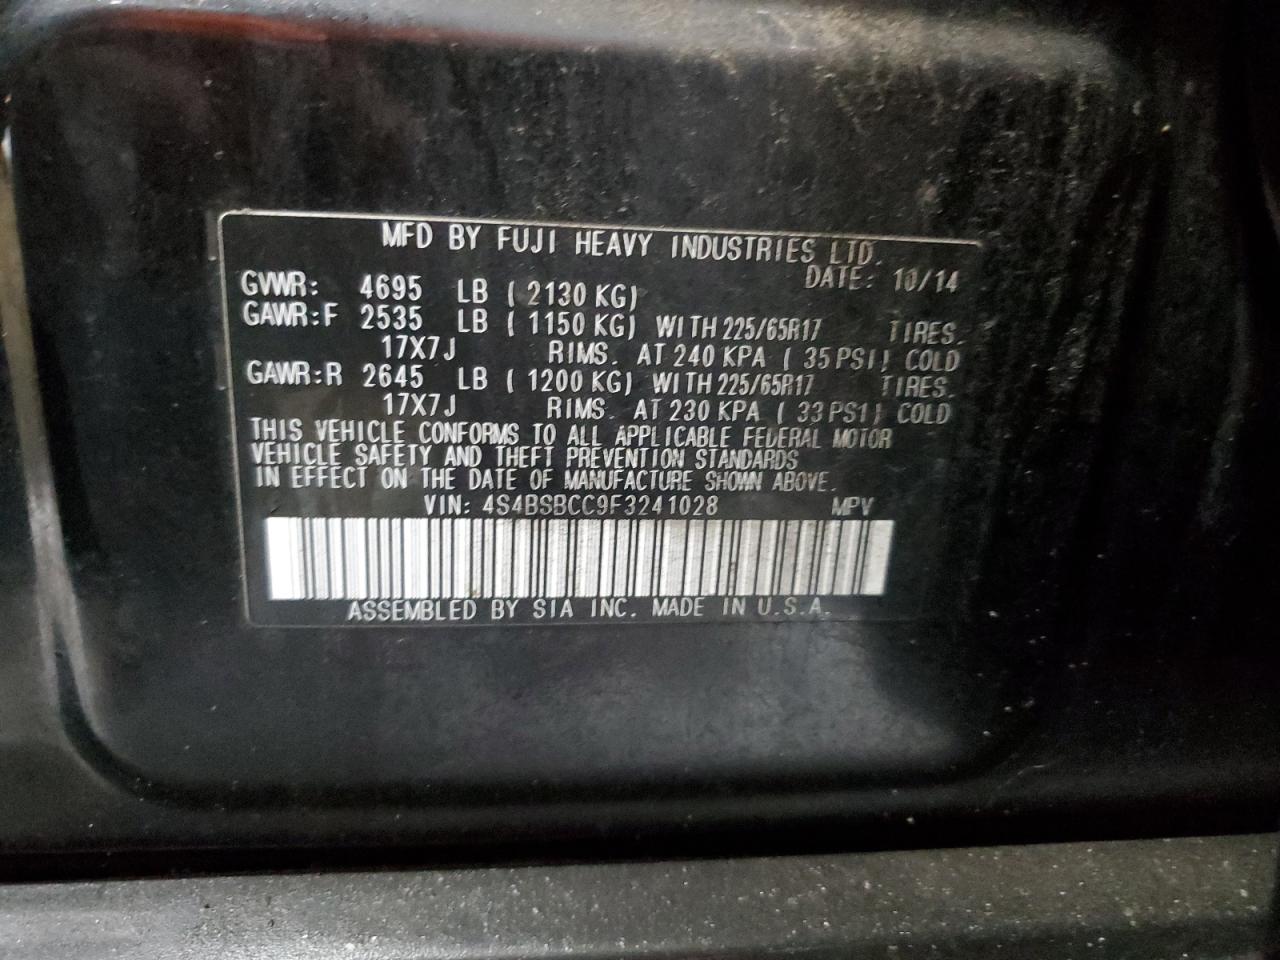 MFD BY FUJI HEAVY INDUSTRIES LTD.
DATE: 10/14
GVWR: 4695 LB ( 2130 KG)
GAWR:F 2535 LB ( 1150 KG) WITH 225/65R17 TIRES.
17X7J RIMS. AT 240 KPA ( 35 PSI) COLD
GAWR:R 2645 LB ( 1200 KG) WITH 225/65R17 TIRES.
17X7J RIMS. AT 230 KPA ( 33 PSI) COLD
THIS VEHICLE CONFORMS TO ALL APPLICABLE FEDERAL MOTOR
VEHICLE SAFETY AND THEFT PREVENTION STANDARDS
IN EFFECT ON THE DATE OF MANUFACTURE SHOWN ABOVE.
VIN: 4S4BSBCC9F3241028 MPV
ASSEMBLED BY SIA INC. MADE IN U.S.A.